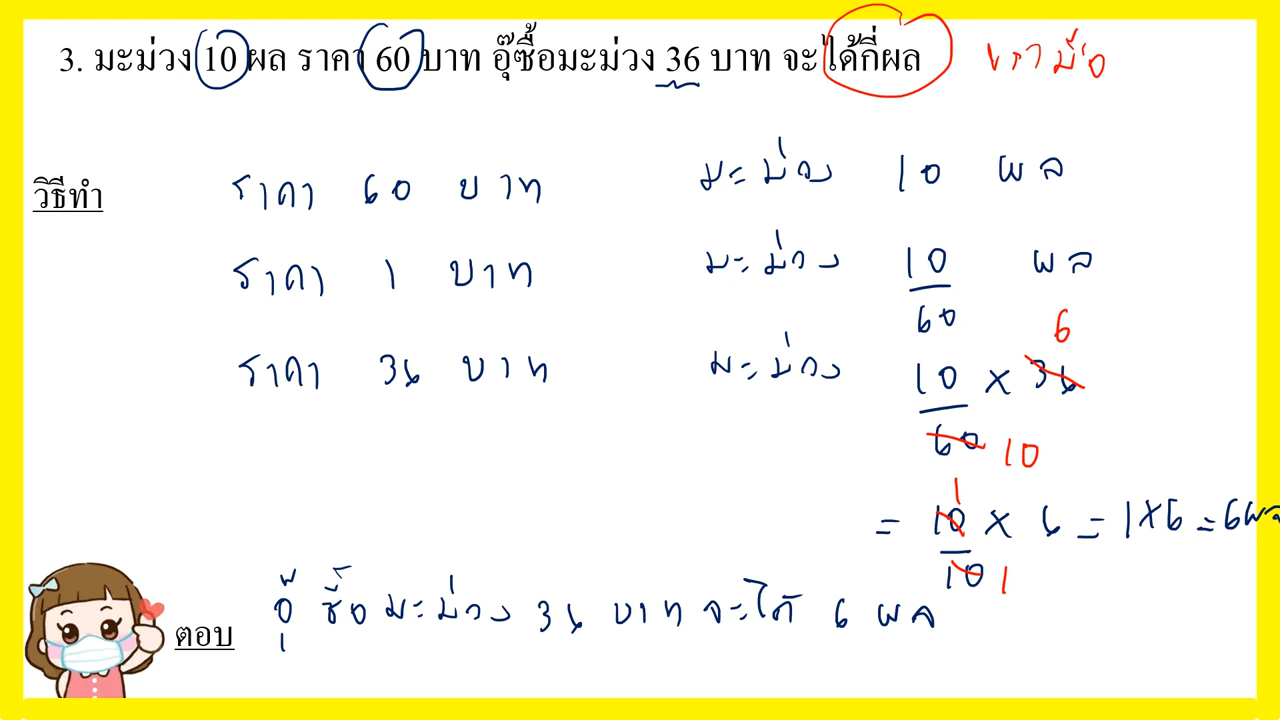 3. มะม่วง 10 ผล ราคา 60 บาท อุ๊ซื้อมะม่วง 36 บาท จะได้กี่ผล
วิธีทำ
ราคา 60 บาท มะม่วง 10 ผล
ราคา 1 บาท มะม่วง 10/60 ผล
ราคา 36 บาท มะม่วง 10/60 × 36
6
10
= 10/10 × 6 = 1×6 = 6 ผล
1
1
ตอบ อุ๊ ซื้อ มะม่วง 36 บาท จะได้ 6 ผล